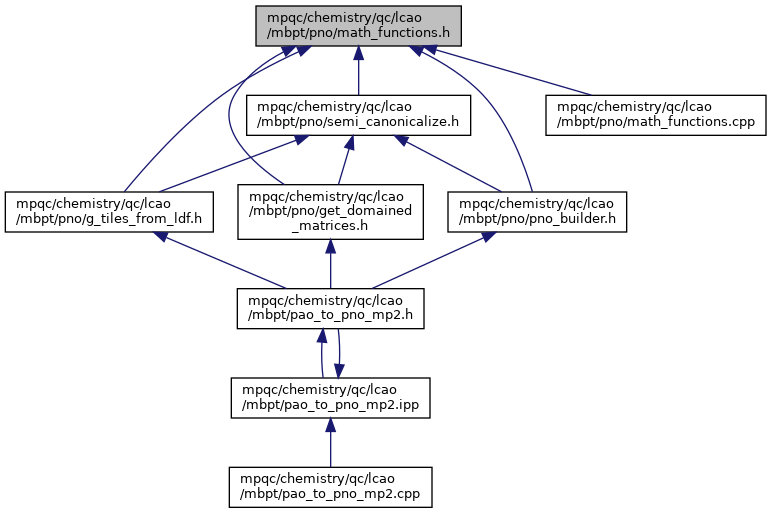 mpqc/chemistry/qc/lcao
/mbpt/pno/math_functions.h
mpqc/chemistry/qc/lcao
/mbpt/pno/semi_canonicalize.h
mpqc/chemistry/qc/lcao
/mbpt/pno/math_functions.cpp
mpqc/chemistry/qc/lcao
/mbpt/pno/g_tiles_from_ldf.h
mpqc/chemistry/qc/lcao
/mbpt/pno/get_domained
_matrices.h
mpqc/chemistry/qc/lcao
/mbpt/pno/pno_builder.h
mpqc/chemistry/qc/lcao
/mbpt/pao_to_pno_mp2.h
mpqc/chemistry/qc/lcao
/mbpt/pao_to_pno_mp2.ipp
mpqc/chemistry/qc/lcao
/mbpt/pao_to_pno_mp2.cpp